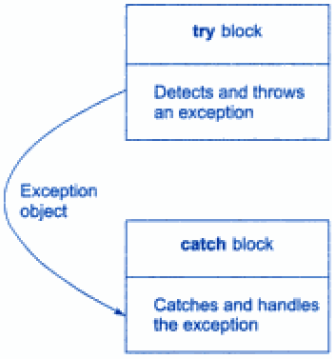 try block
Detects and throws
an exception
Exception
object
catch block
Catches and handles
the exception